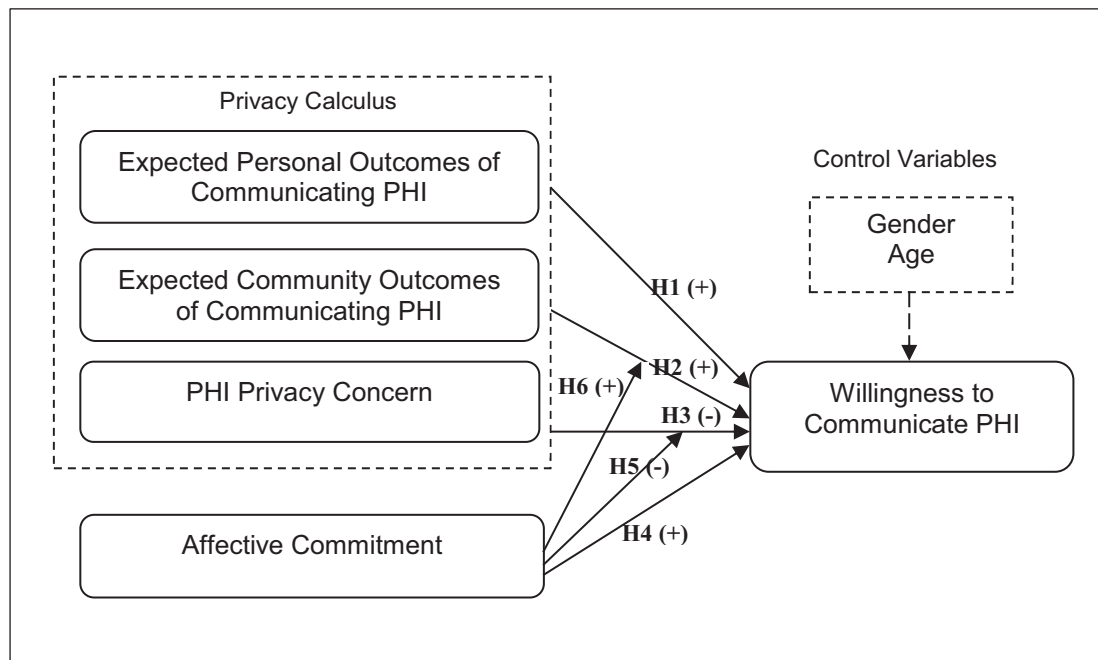 Privacy Calculus
Expected Personal Outcomes of
Communicating PHI
Expected Community Outcomes
of Communicating PHI
PHI Privacy Concern
Affective Commitment
H1 (+)
H2 (+)
H6 (+)
H3 (-)
H5 (-)
H4 (+)
Control Variables
Gender
Age
Willingness to
Communicate PHI